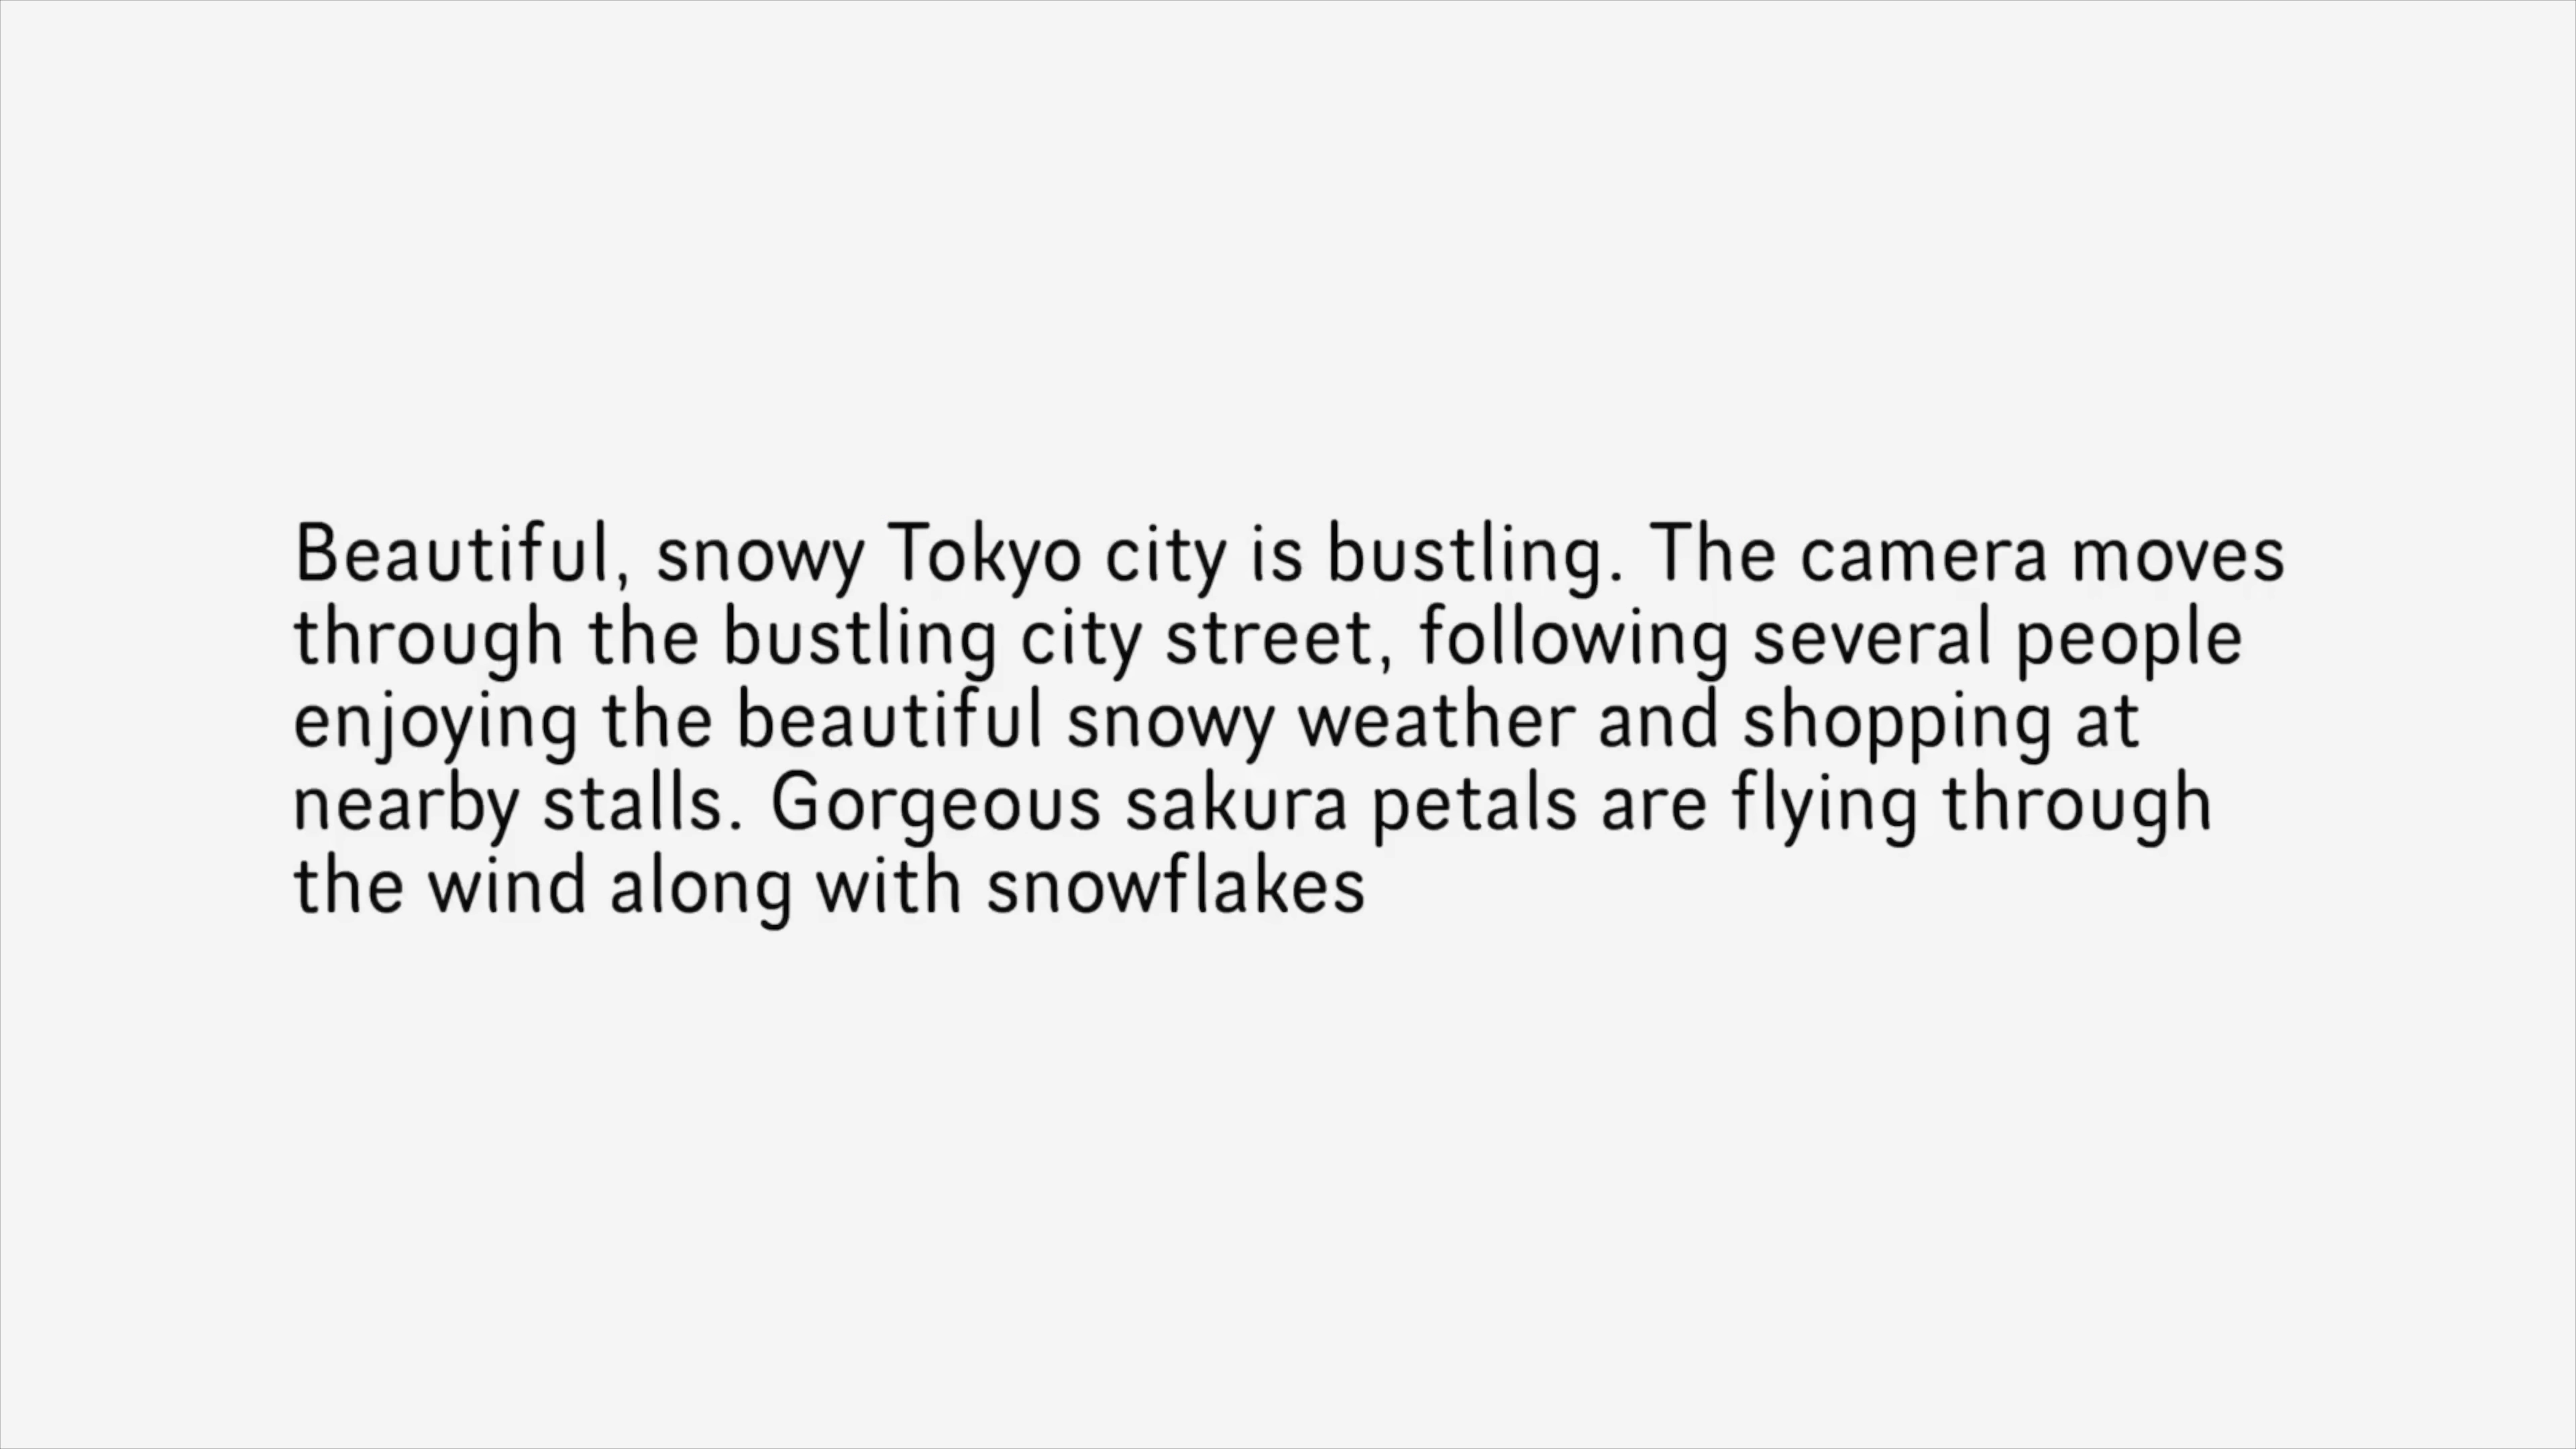 Beautiful, snowy Tokyo city is bustling. The camera moves
through the bustling city street, following several people
enjoying the beautiful snowy weather and shopping at
nearby stalls. Gorgeous sakura petals are flying through
the wind along with snowflakes